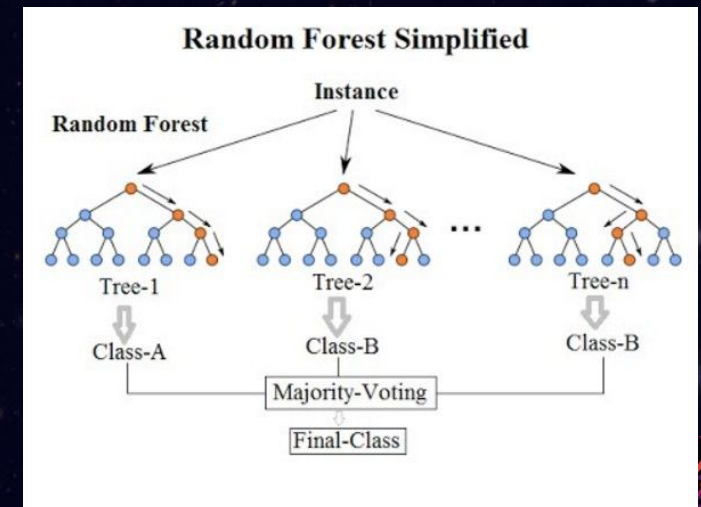 Random Forest Simplified
Instance
Random Forest
...
Tree-1 Tree-2 Tree-n
Class-A Class-B Class-B
Majority-Voting
Final-Class